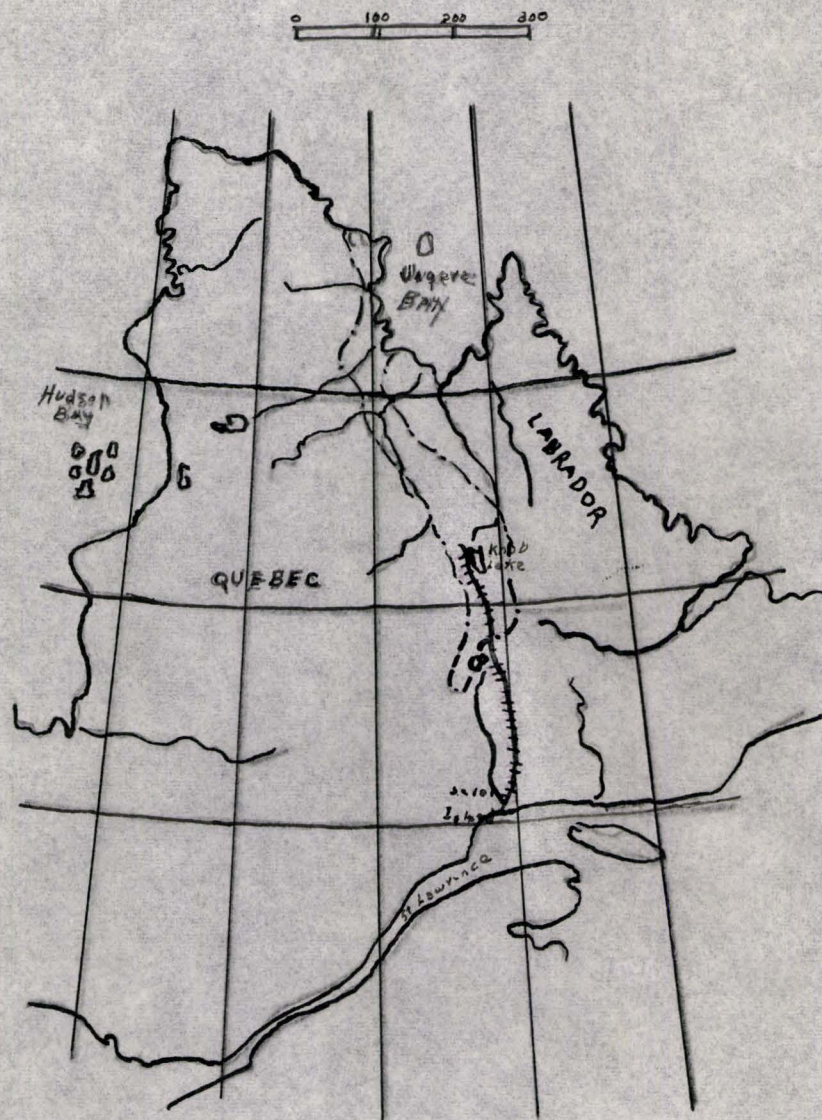 0 100 200 300
Ungava
BAY
Hudson
BAY
LABRADOR
Knob
Lake
QUEBEC
St Lawrence